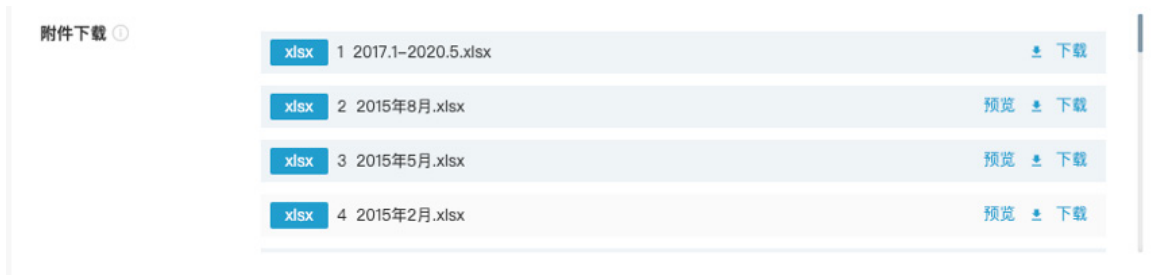 附件下载
xlsx 1 2017.1-2020.5.xlsx 下载
xlsx 2 2015年8月.xlsx 预览 下载
xlsx 3 2015年5月.xlsx 预览 下载
xlsx 4 2015年2月.xlsx 预览 下载